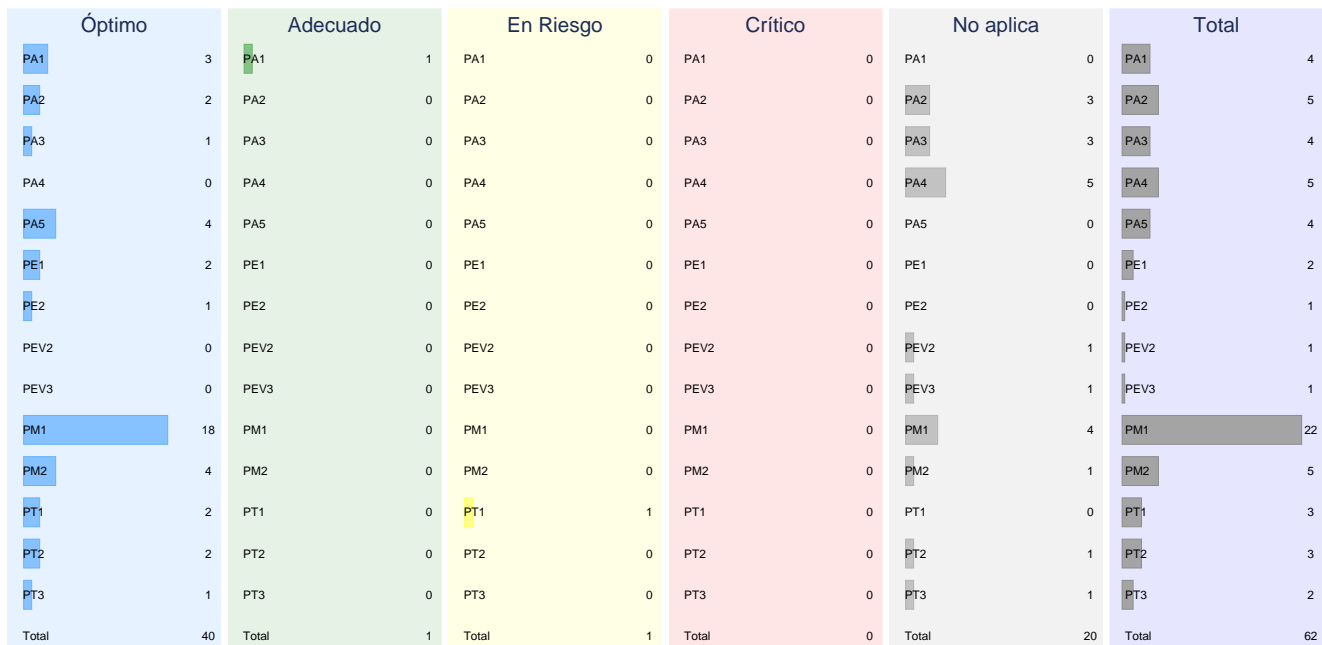 Óptimo Adecuado En Riesgo Crítico No aplica Total
PA1 3 PA1 1 PA1 0 PA1 0 PA1 0 PA1 4
PA2 2 PA2 0 PA2 0 PA2 0 PA2 3 PA2 5
PA3 1 PA3 0 PA3 0 PA3 0 PA3 3 PA3 4
PA4 0 PA4 0 PA4 0 PA4 0 PA4 5 PA4 5
PA5 4 PA5 0 PA5 0 PA5 0 PA5 0 PA5 4
PE1 2 PE1 0 PE1 0 PE1 0 PE1 0 PE1 2
PE2 1 PE2 0 PE2 0 PE2 0 PE2 0 PE2 1
PEV2 0 PEV2 0 PEV2 0 PEV2 0 PEV2 1 PEV2 1
PEV3 0 PEV3 0 PEV3 0 PEV3 0 PEV3 1 PEV3 1
PM1 18 PM1 0 PM1 0 PM1 0 PM1 4 PM1 22
PM2 4 PM2 0 PM2 0 PM2 0 PM2 1 PM2 5
PT1 2 PT1 0 PT1 1 PT1 0 PT1 0 PT1 3
PT2 2 PT2 0 PT2 0 PT2 0 PT2 1 PT2 3
PT3 1 PT3 0 PT3 0 PT3 0 PT3 1 PT3 2
Total 40 Total 1 Total 1 Total 0 Total 20 Total 62